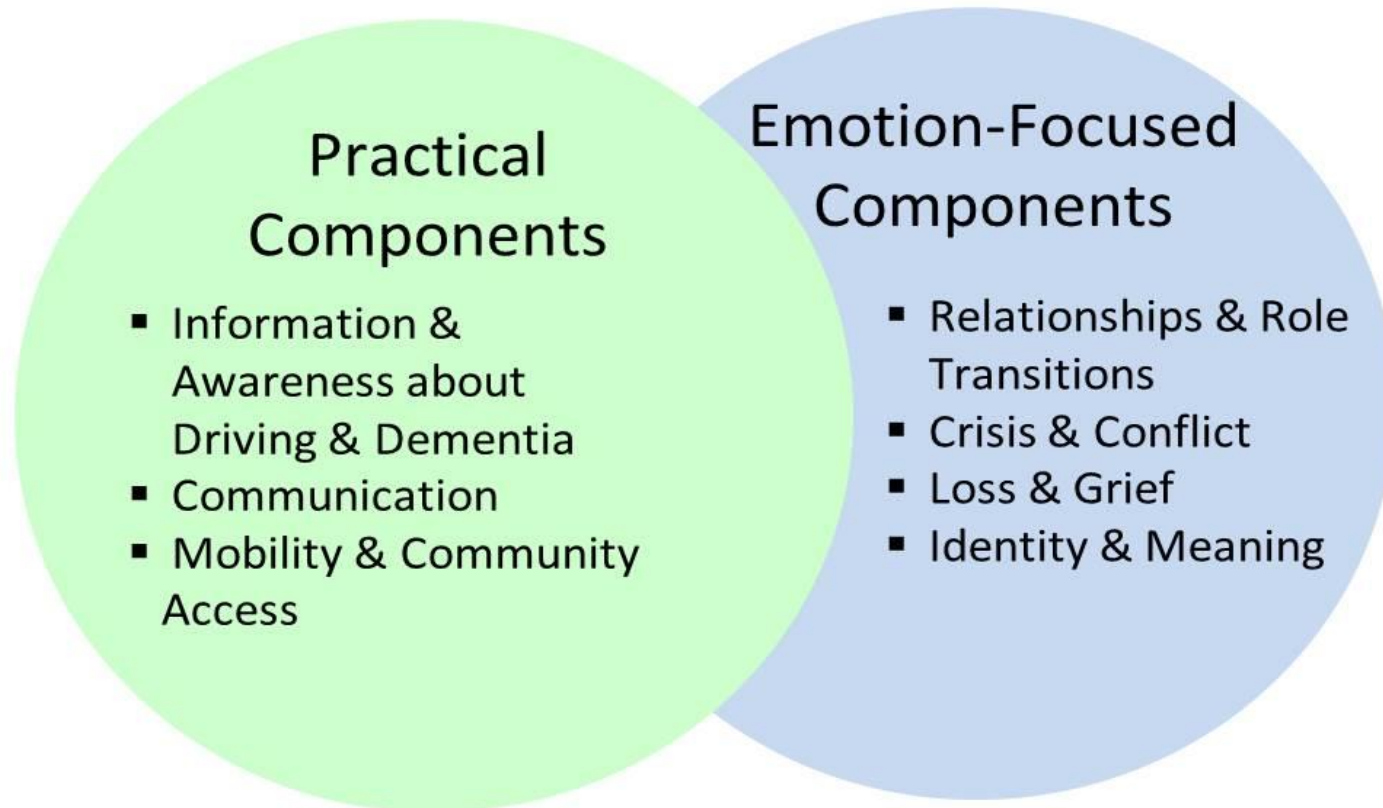 Practical
Components
▪ Information &
Awareness about
Driving & Dementia
▪ Communication
▪ Mobility & Community
Access
Emotion-Focused
Components
▪ Relationships & Role
Transitions
▪ Crisis & Conflict
▪ Loss & Grief
▪ Identity & Meaning